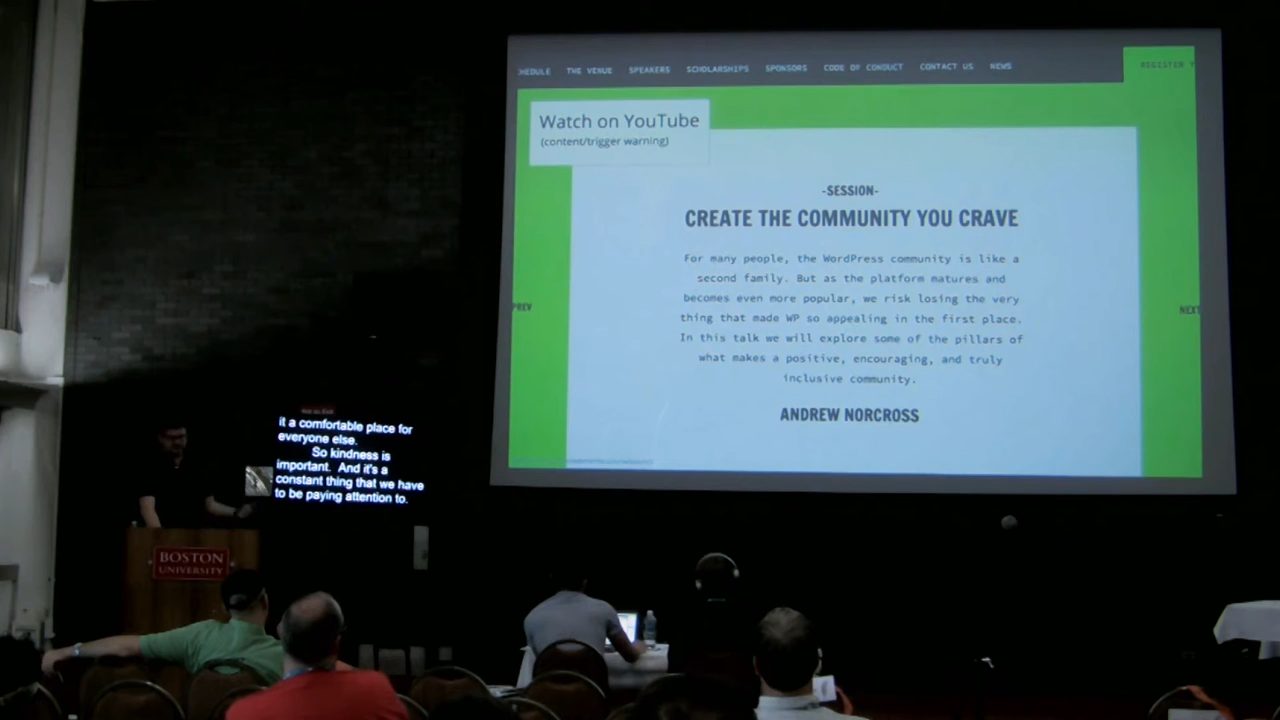 THE VENUE
SPEAKERS
SCHOLARSHIPS
SPONSORS
CODE OF CONDUCT
CONTACT US
NEWS
REGISTER
Watch on YouTube
(content/trigger warning)
-SESSION-
CREATE THE COMMUNITY YOU CRAVE
For many people, the WordPress community is like a
second family. But as the platform matures and
becomes even more popular, we risk losing the very
thing that made WP so appealing in the first place.
In this talk we will explore some of the pillars of
what makes a positive, encouraging, and truly
inclusive community.
ANDREW NORCROSS
PREV
NEXT
it a comfortable place for
everyone else.
So kindness is
important. And it's a
constant thing that we have
to be paying attention to.
BOSTON
UNIVERSITY